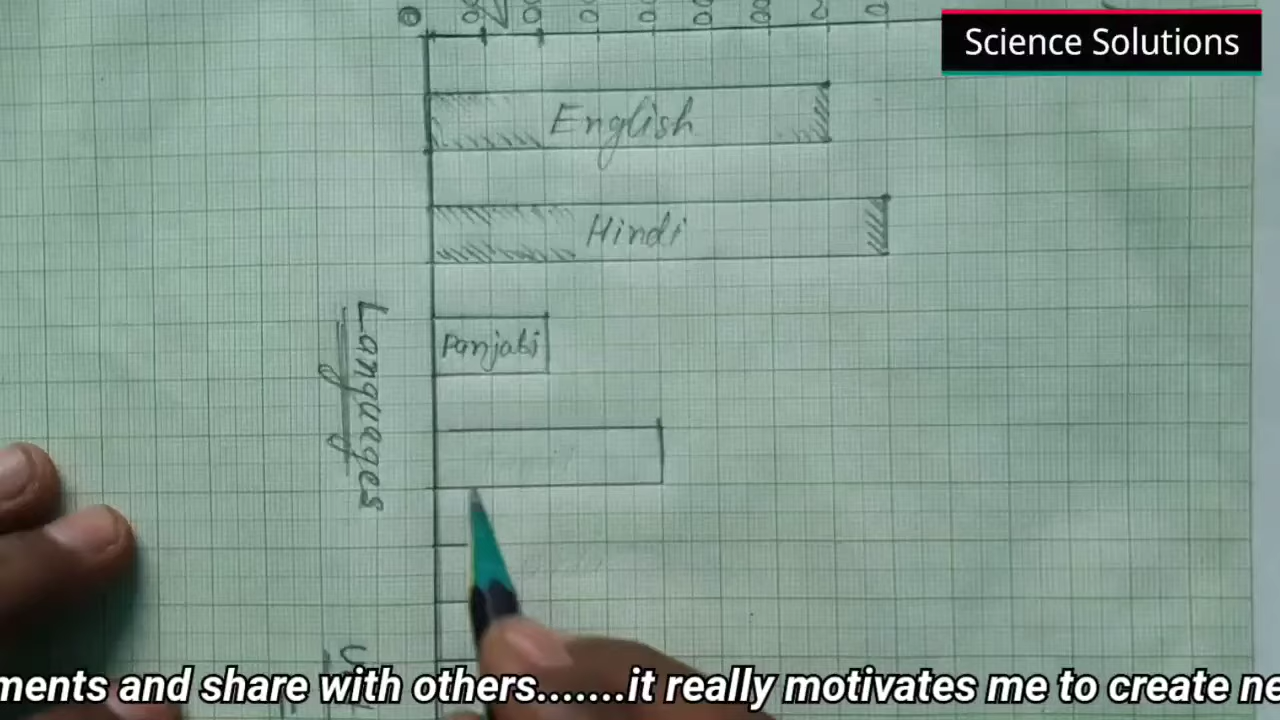 Science Solutions
English
Hindi
Panjabi
Languages
ments and share with others.......it really motivates me to create ne